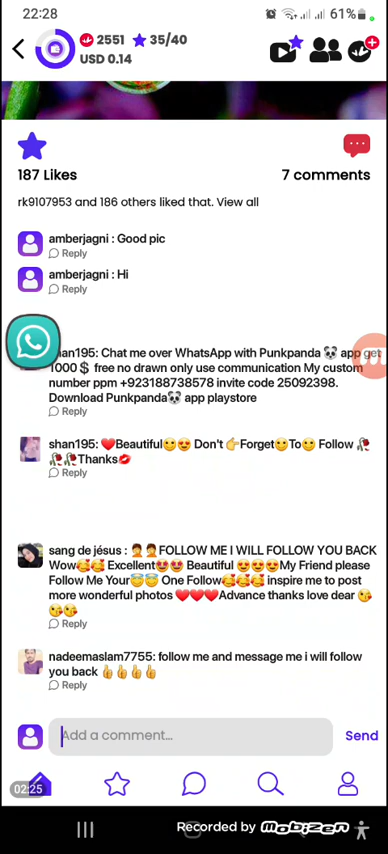 22:28
61%
2551 35/40
USD 0.14
187 Likes
7 comments
rk9107953 and 186 others liked that. View all
amberjagni : Good pic
Reply
amberjagni : Hi
Reply
shan195: Chat me over WhatsApp with Punkpanda 🐼 app get
1000 $ free no drawn only use communication My custom
number ppm +923188738578 invite code 25092398.
Download Punkpanda🐼 app playstore
Reply
shan195: ❤️Beautiful🙂😍 Don't 👉Forget🙂To🙂 Follow 🥀
🥀🥀Thanks💋
Reply
sang de jésus : 🤦🤦FOLLOW ME I WILL FOLLOW YOU BACK
Wow🥰🥰 Excellent😍😍 Beautiful 😍😍😍My Friend please
Follow Me Your😇😇 One Follow🥰🥰🥰 inspire me to post
more wonderful photos ❤️❤️❤️Advance thanks love dear 😘
😘😘
Reply
nadeemaslam7755: follow me and message me i will follow
you back 👍👍👍👍
Reply
Add a comment...
Send
02:25
Recorded by Mobizen